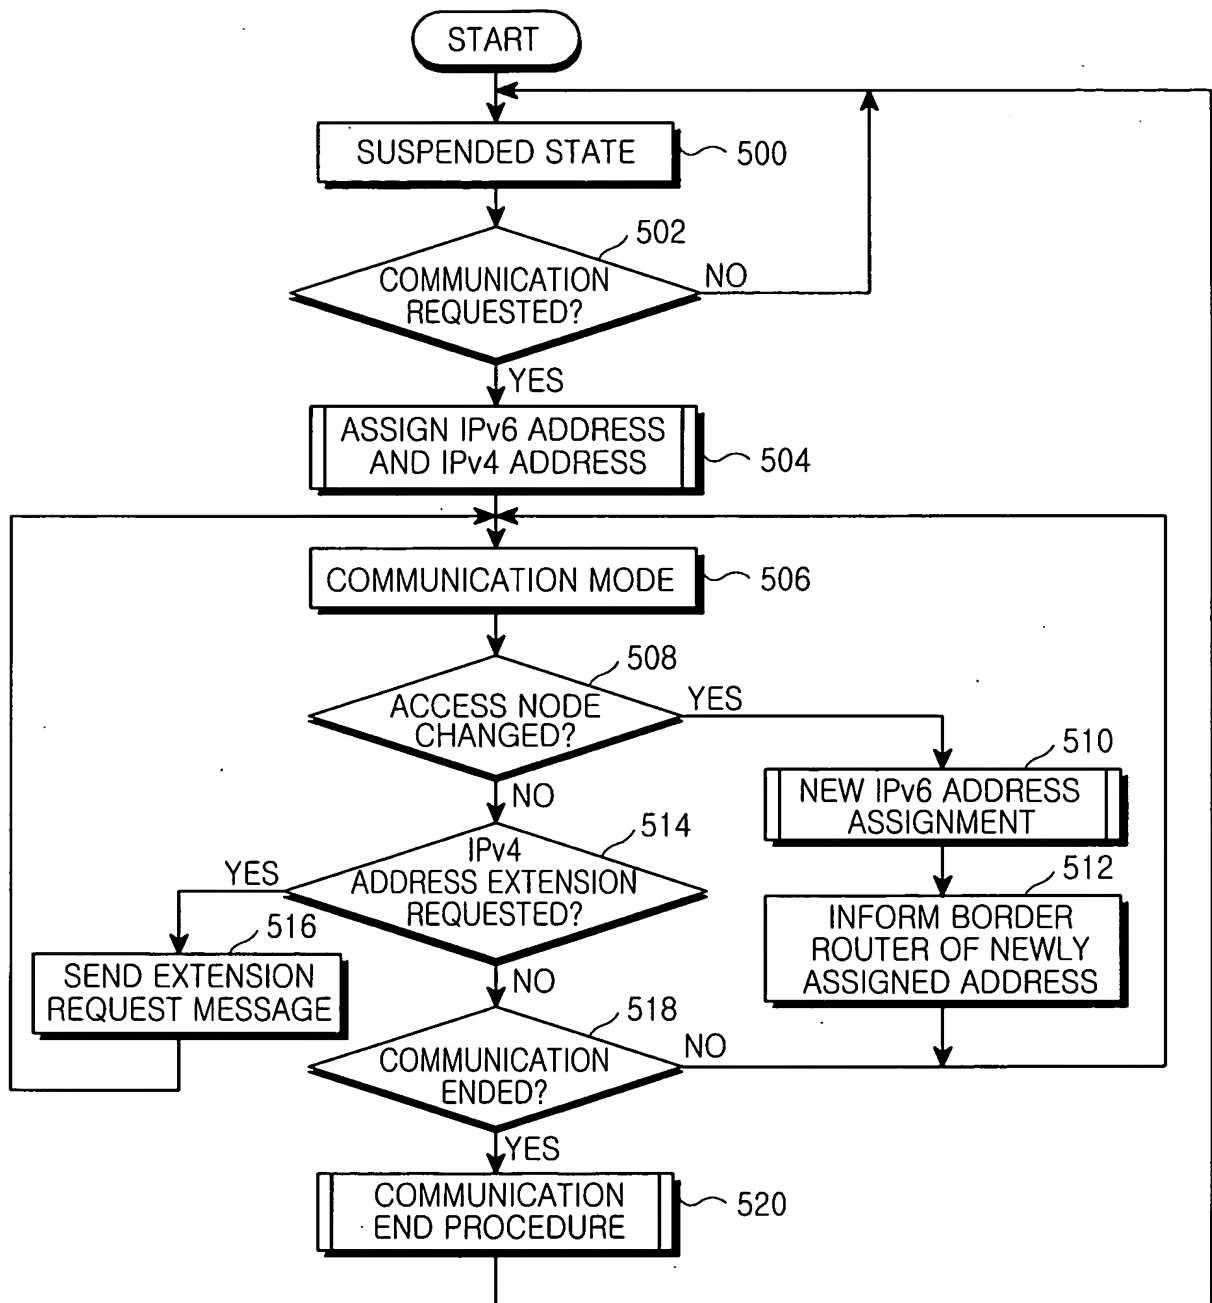 START
SUSPENDED STATE
500
502
COMMUNICATION
REQUESTED?
NO
YES
ASSIGN IPv6 ADDRESS
AND IPv4 ADDRESS
504
COMMUNICATION MODE
506
508
ACCESS NODE
CHANGED?
YES
NO
510
NEW IPv6 ADDRESS
ASSIGNMENT
512
INFORM BORDER
ROUTER OF NEWLY
ASSIGNED ADDRESS
514
IPv4
ADDRESS EXTENSION
REQUESTED?
YES
NO
516
SEND EXTENSION
REQUEST MESSAGE
518
COMMUNICATION
ENDED?
NO
YES
COMMUNICATION
END PROCEDURE
520